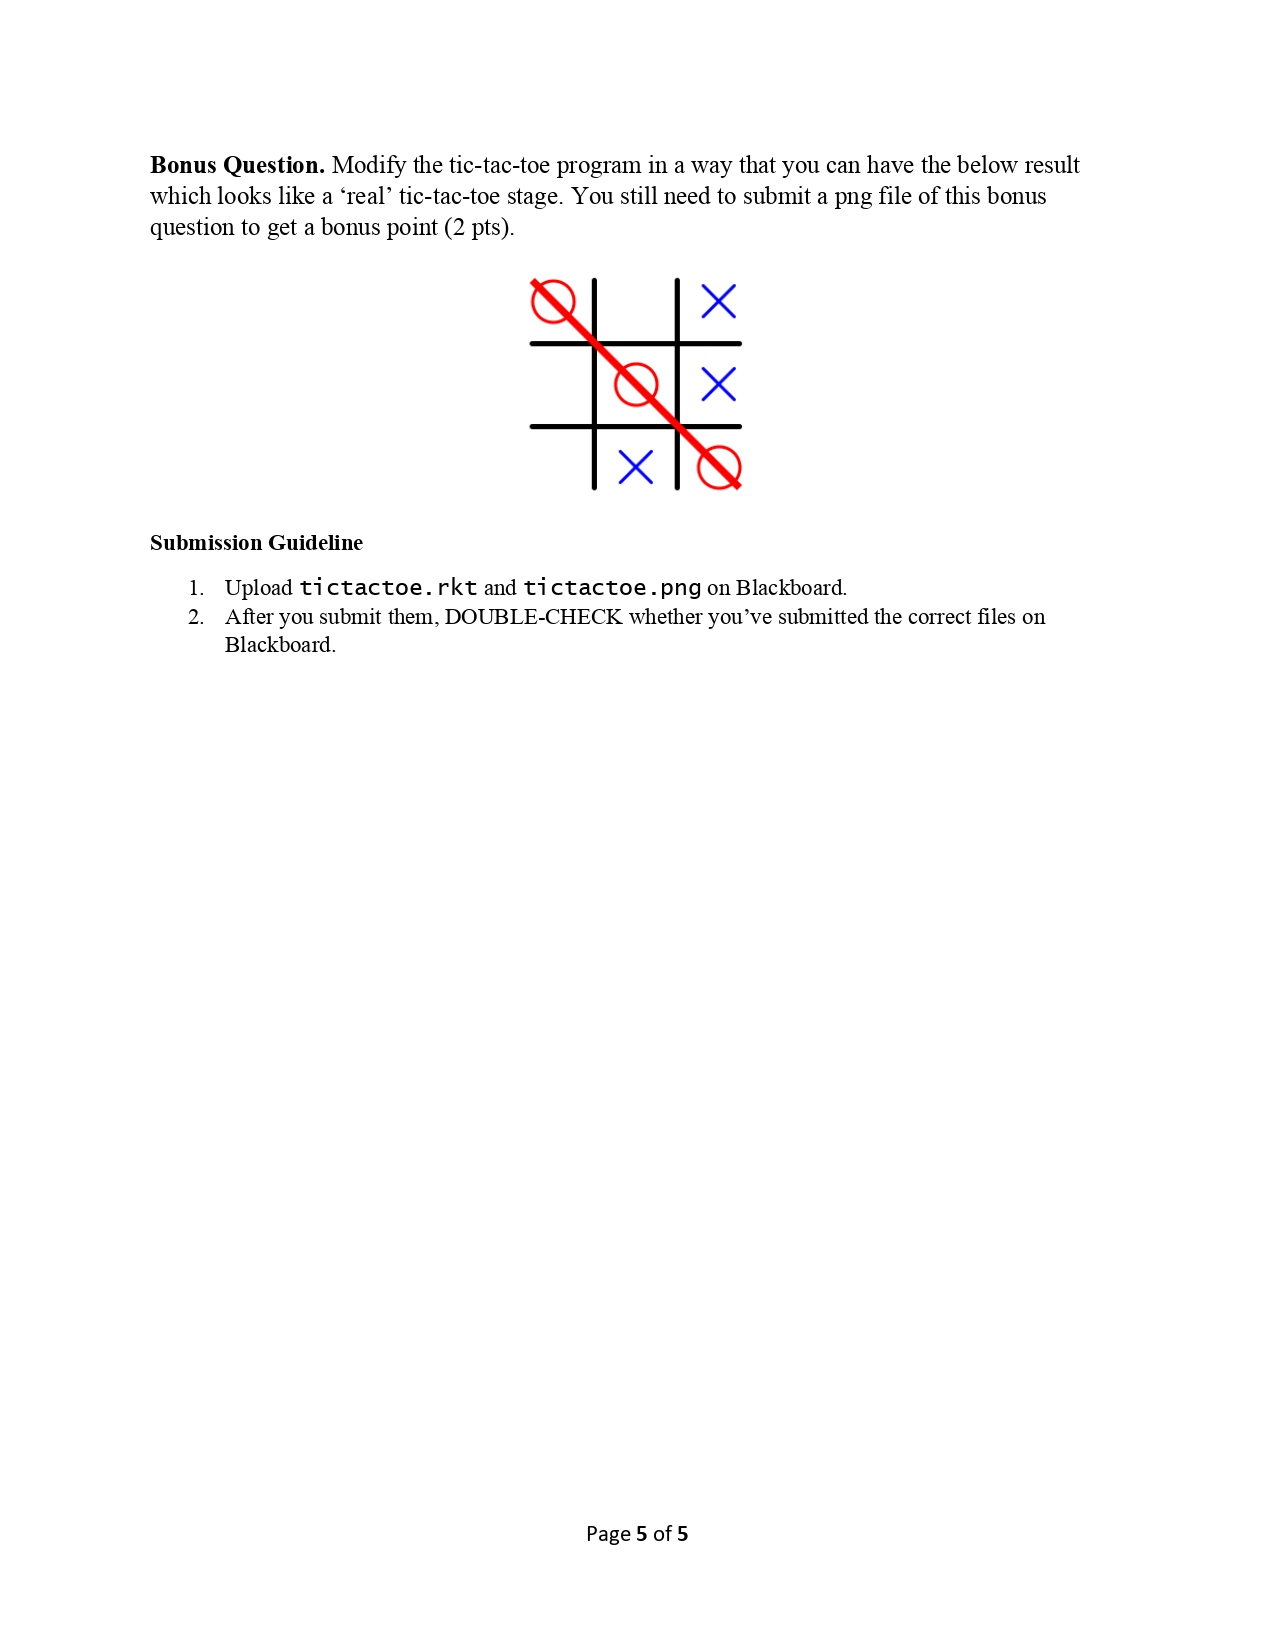 Bonus Question. Modify the tic-tac-toe program in a way that you can have the below result
which looks like a ‘real’ tic-tac-toe stage. You still need to submit a png file of this bonus
question to get a bonus point (2 pts).
Submission Guideline
1. Upload tictactoe.rkt and tictactoe.png on Blackboard.
2. After you submit them, DOUBLE-CHECK whether you’ve submitted the correct files on
Blackboard.
Page 5 of 5